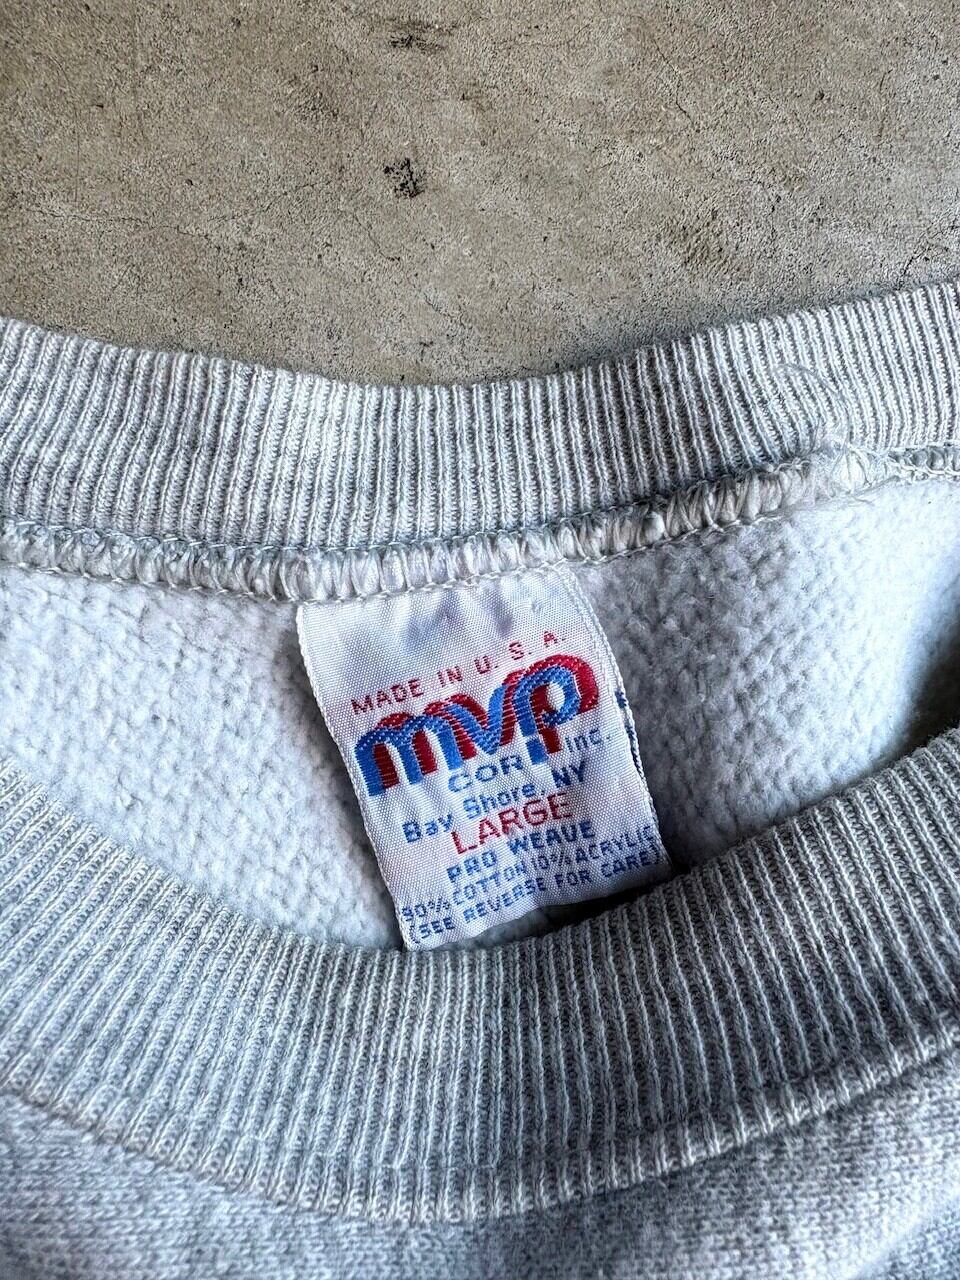 MADE IN U. S. A.
mvp
CORP. inc.
Bay Shore, NY
LARGE
PRO WEAVE
90% COTTON 10% ACRYLIC
(SEE REVERSE FOR CARE)